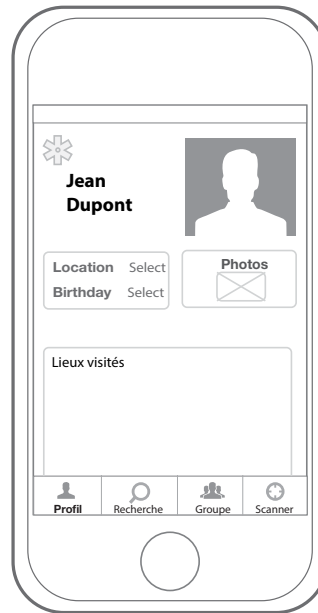 Jean
Dupont
Location Select
Birthday Select
Photos
Lieux visités
Profil Recherche Groupe Scanner